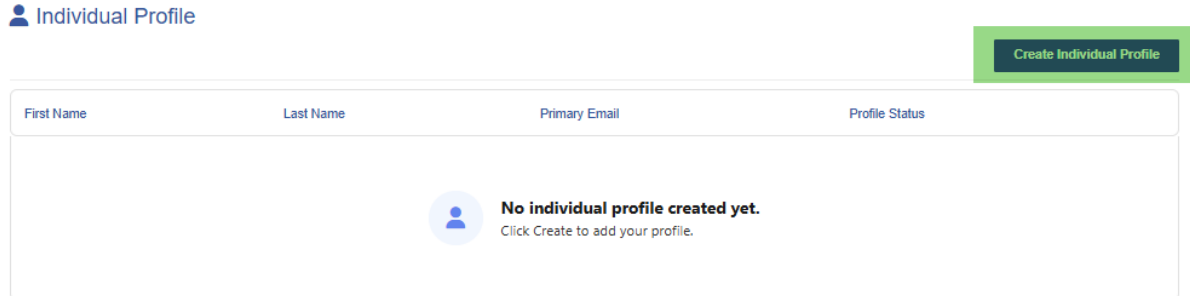 Individual Profile
Create Individual Profile
First Name Last Name Primary Email Profile Status
No individual profile created yet.
Click Create to add your profile.